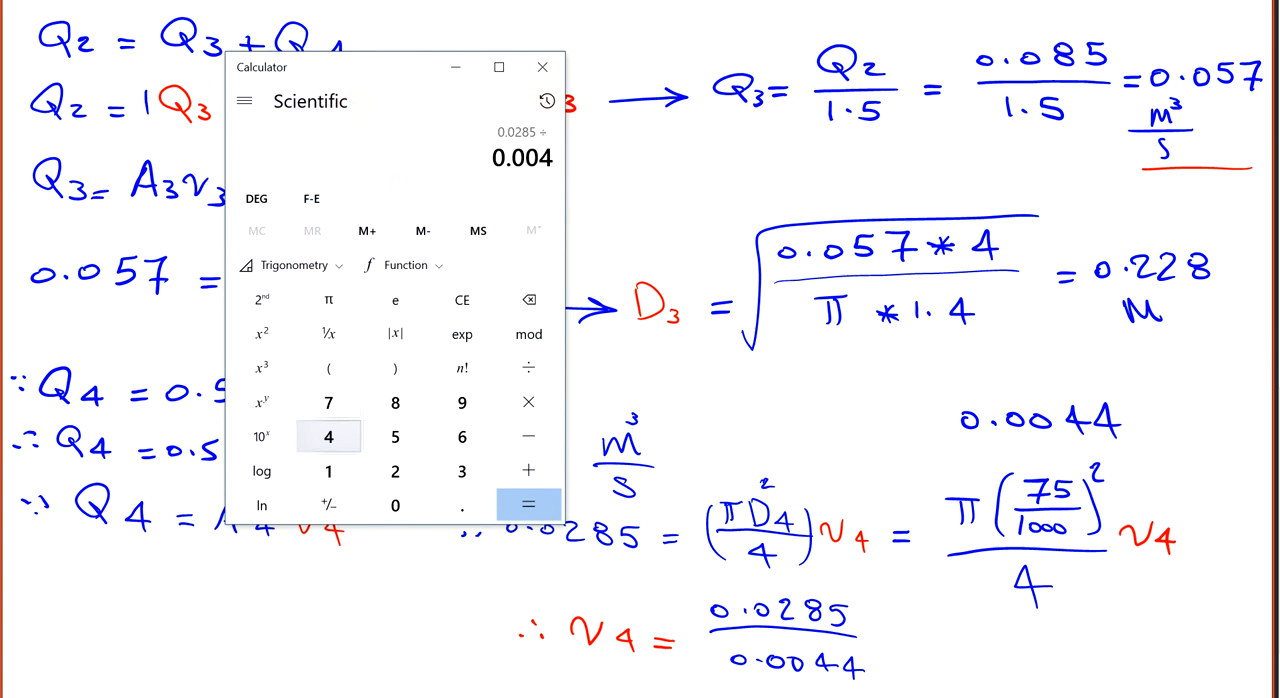 Q2 = Q3 + Q4
Q2 = 1Q3
3 → Q3 = Q2 / 1.5 = 0.085 / 1.5 = 0.057 m³/s
Q3 = A3v3
0.057 =
→ D3 = √(0.057 * 4 / π * 1.4) = 0.228 m
∵ Q4 = 0.5
∴ Q4 = 0.5
m³/s
0.0044
∵ Q4 = A4 v4
∴ 0.0285 = (πD4² / 4) v4 = π(75/1000)² / 4 v4
∴ v4 = 0.0285 / 0.0044
Calculator
Scientific
0.0285 ÷
0.004
DEG F-E
MC MR M+ M- MS M˅
Trigonometry f Function
2ⁿᵈ π e CE
x² ¹/x |x| exp mod
x³ ( ) n! ÷
xʸ 7 8 9 ×
10ˣ 4 5 6 −
log 1 2 3 +
ln +/− 0 . =